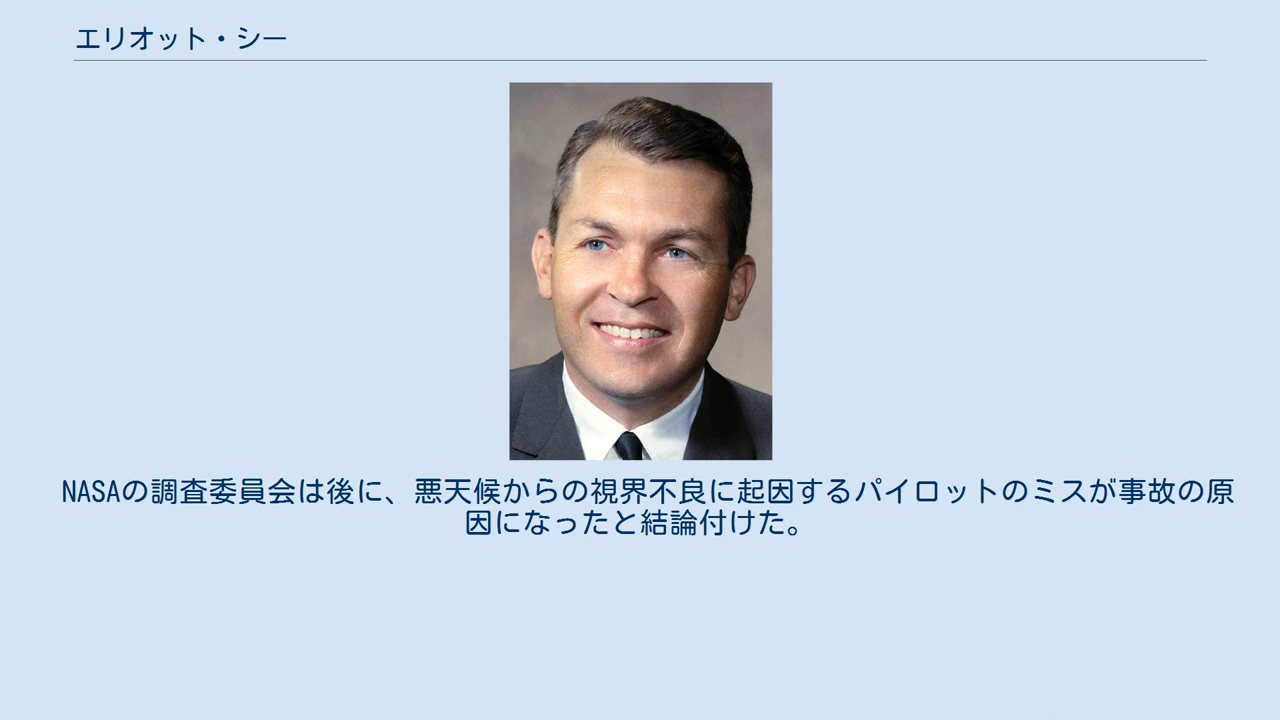 エリオット・シー
NASAの調査委員会は後に、悪天候からの視界不良に起因するパイロットのミスが事故の原
因になったと結論付けた。